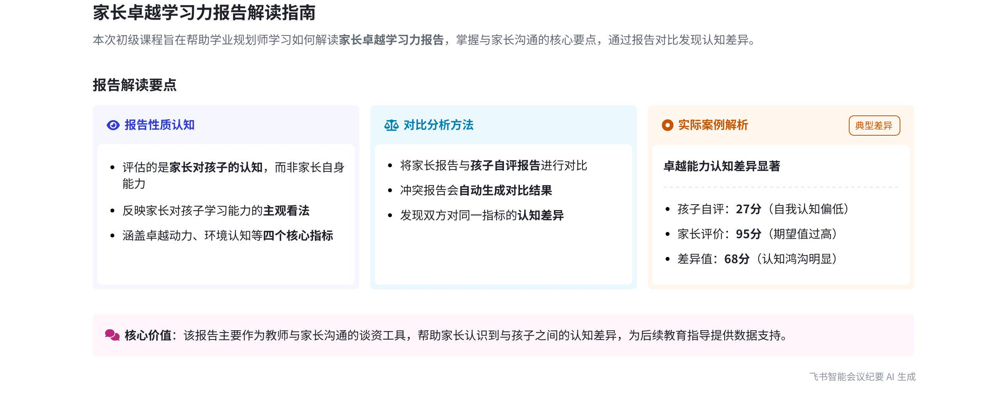 家长卓越学习力报告解读指南
本次初级课程旨在帮助学业规划师学习如何解读家长卓越学习力报告，掌握与家长沟通的核心要点，通过报告对比发现认知差异。
报告解读要点
报告性质认知
评估的是家长对孩子的认知，而非家长自身
能力
反映家长对孩子学习能力的主观看法
涵盖卓越动力、环境认知等四个核心指标
对比分析方法
将家长报告与孩子自评报告进行对比
冲突报告会自动生成对比结果
发现双方对同一指标的认知差异
实际案例解析
典型差异
卓越能力认知差异显著
孩子自评：27分（自我认知偏低）
家长评价：95分（期望值过高）
差异值：68分（认知鸿沟明显）
核心价值：该报告主要作为教师与家长沟通的谈资工具，帮助家长认识到与孩子之间的认知差异，为后续教育指导提供数据支持。
飞书智能会议纪要 AI 生成